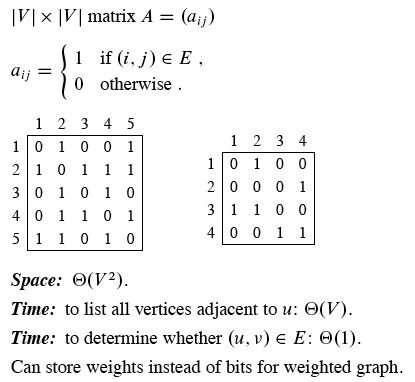 |V| × |V| matrix A = (a_ij)
a_ij = { 1 if (i, j) ∈ E ,
0 otherwise .
1 2 3 4 5
1 0 1 0 0 1
2 1 0 1 1 1
3 0 1 0 1 0
4 0 1 1 0 1
5 1 1 0 1 0
1 2 3 4
1 0 1 0 0
2 0 0 0 1
3 1 1 0 0
4 0 0 1 1
Space: Θ(V²).
Time: to list all vertices adjacent to u: Θ(V).
Time: to determine whether (u, v) ∈ E: Θ(1).
Can store weights instead of bits for weighted graph.